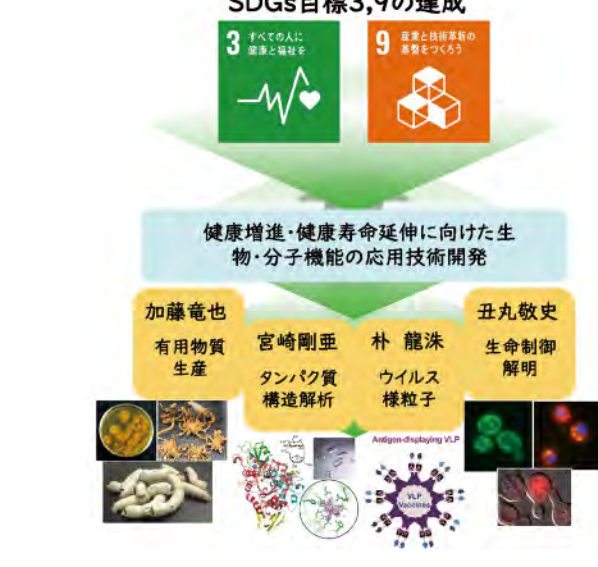 SDGs目標3,9の達成
3 すべての人に
健康と福祉を
9 産業と技術革新の
基盤をつくろう
健康増進・健康寿命延伸に向けた生
物・分子機能の応用技術開発
加藤竜也
有用物質
生産
宮崎剛亜
タンパク質
構造解析
朴 龍洙
ウイルス
様粒子
丑丸敬史
生命制御
解明
Antigen-displaying VLP
VLP
Vaccines